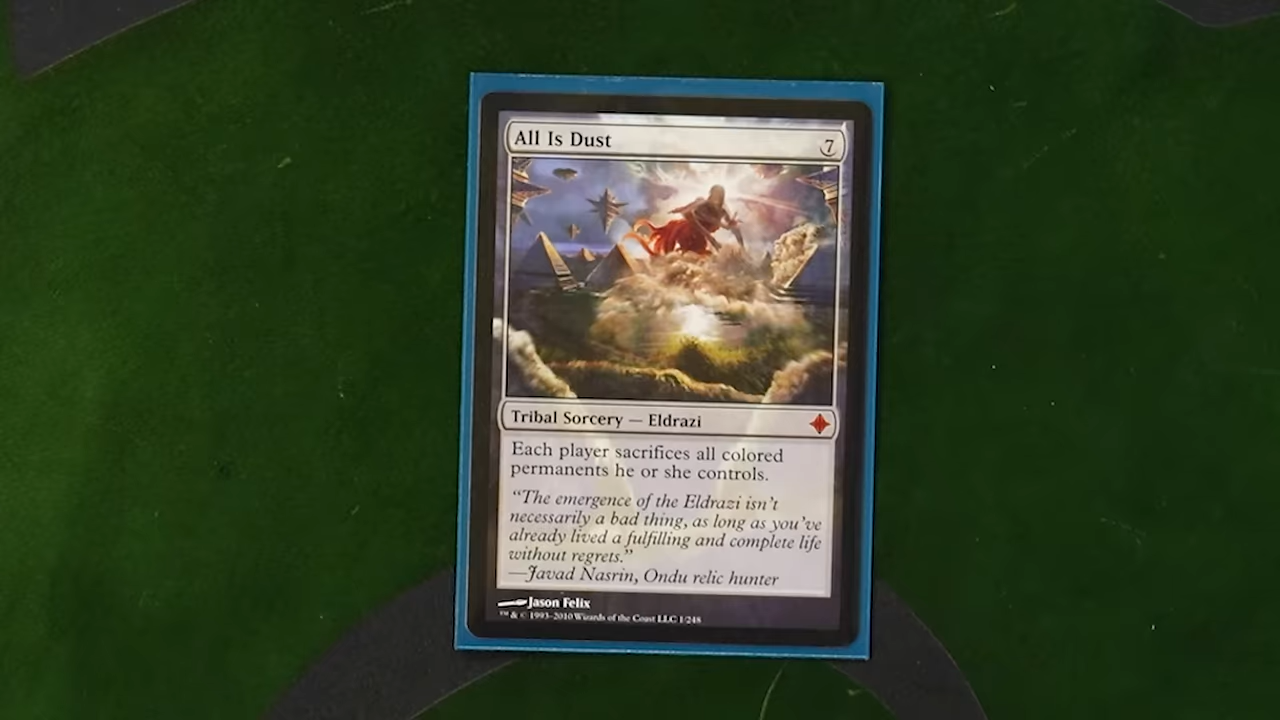 All Is Dust
7
Tribal Sorcery — Eldrazi
Each player sacrifices all colored
permanents he or she controls.
“The emergence of the Eldrazi isn’t
necessarily a bad thing, as long as you’ve
already lived a fulfilling and complete life
without regrets.”
—Javad Nasrin, Ondu relic hunter
Jason Felix
™ & © 1993–2010 Wizards of the Coast LLC 1/248